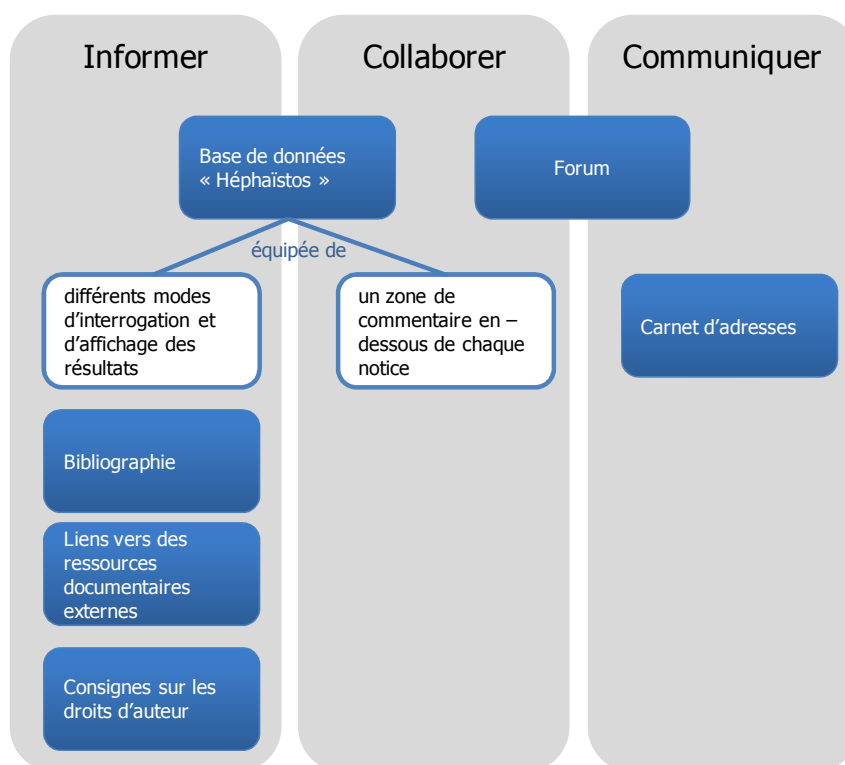 Informer
Collaborer
Communiquer
Base de données
« Héphaïstos »
Forum
équipée de
différents modes
d’interrogation et
d’affichage des
résultats
un zone de
commentaire en –
dessous de chaque
notice
Carnet d’adresses
Bibliographie
Liens vers des
ressources
documentaires
externes
Consignes sur les
droits d’auteur